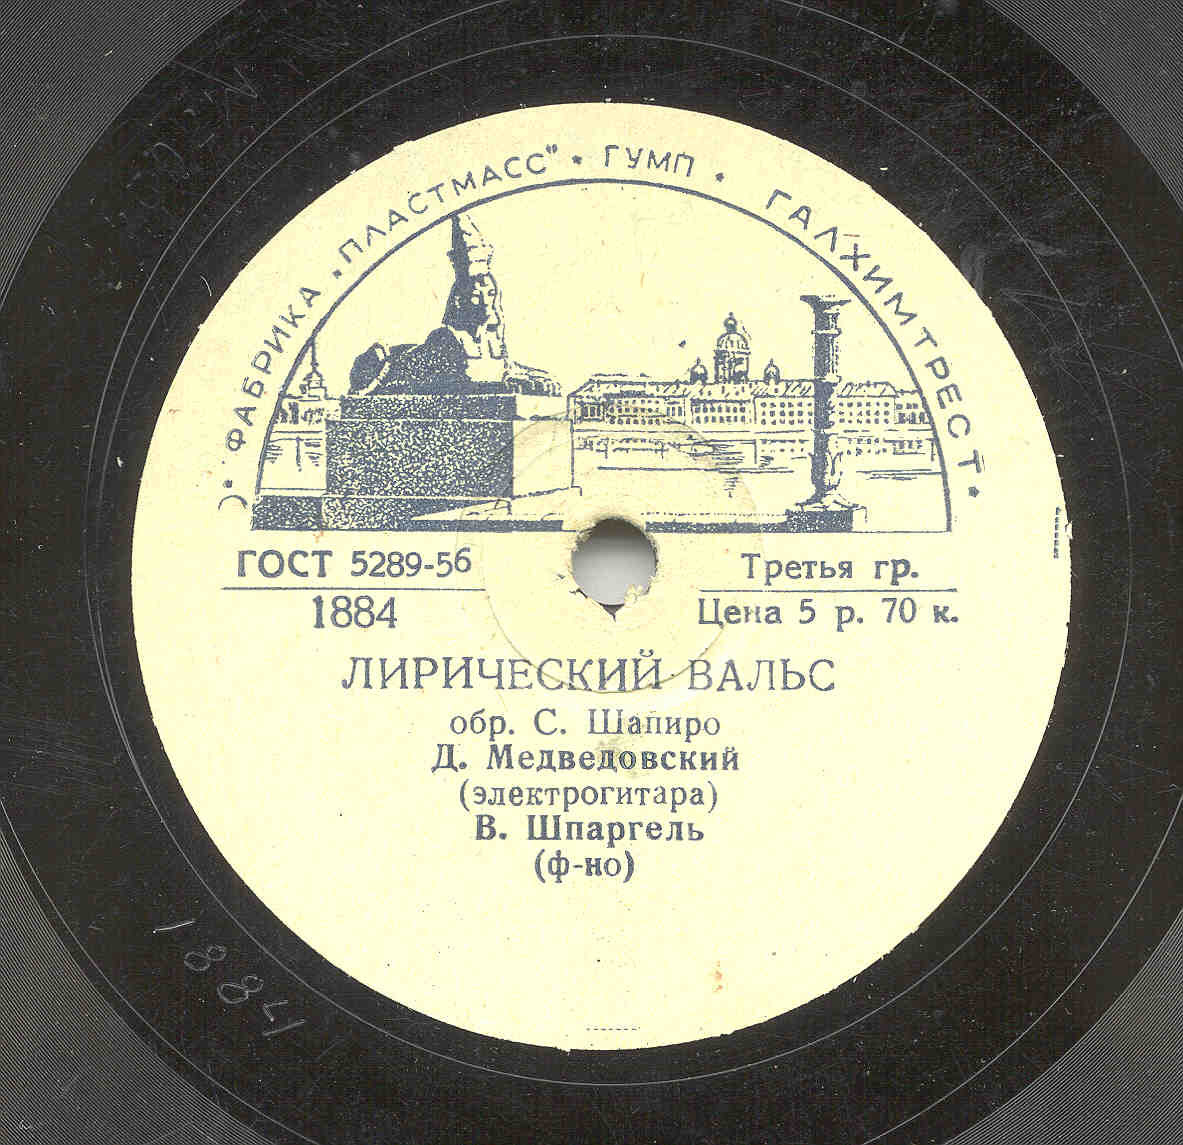 ФАБРИКА „ПЛАСТМАСС" * ГУМП * ГАЛХИМТРЕСТ *
ГОСТ 5289-56
1884
Третья гр.
Цена 5 р. 70 к.
ЛИРИЧЕСКИЙ ВАЛЬС
обр. С. Шапиро
Д. Медведовский
(электрогитара)
В. Шпаргель
(ф-но)
1884